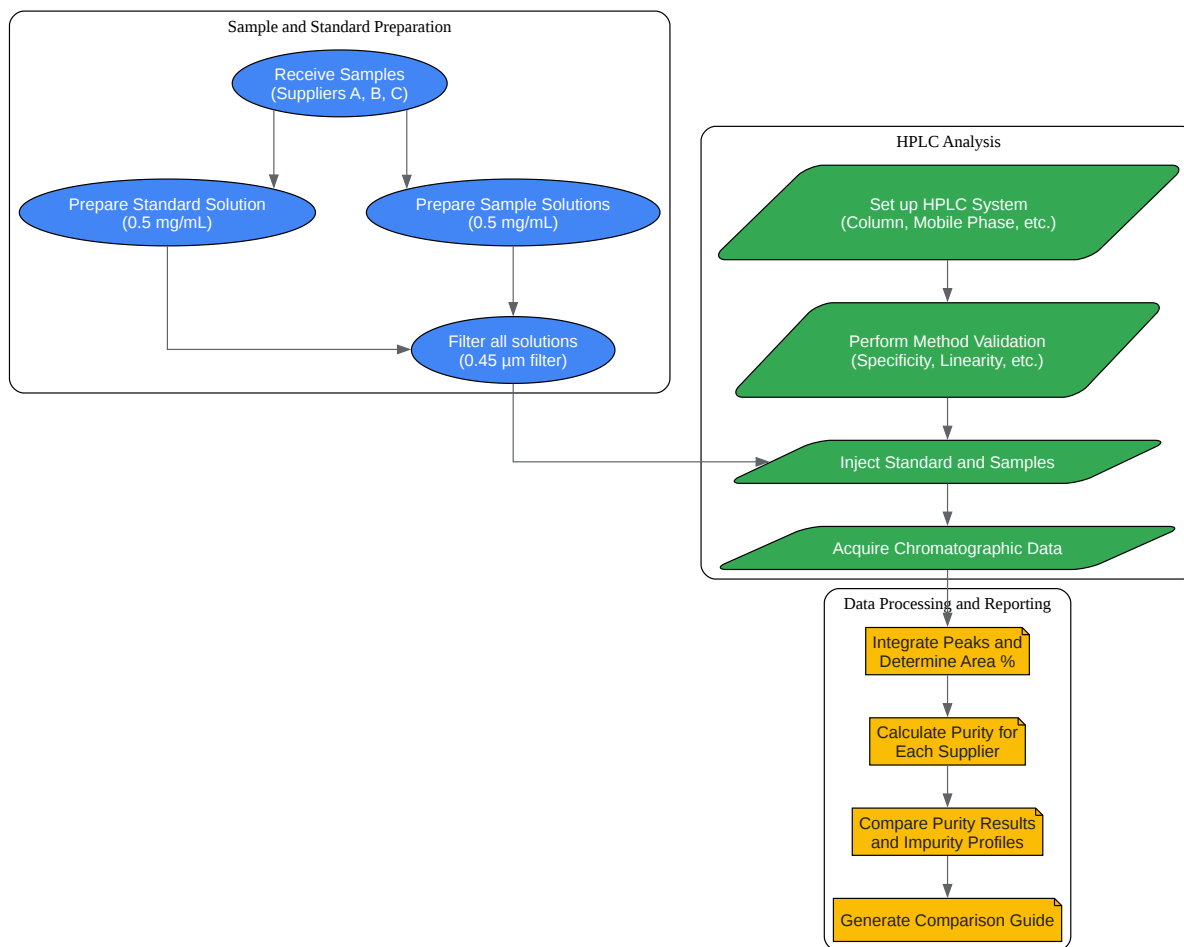 Sample and Standard Preparation
Receive Samples
(Suppliers A, B, C)
Prepare Standard Solution
(0.5 mg/mL)
Prepare Sample Solutions
(0.5 mg/mL)
Filter all solutions
(0.45 µm filter)
HPLC Analysis
Set up HPLC System
(Column, Mobile Phase, etc.)
Perform Method Validation
(Specificity, Linearity, etc.)
Inject Standard and Samples
Acquire Chromatographic Data
Data Processing and Reporting
Integrate Peaks and
Determine Area %
Calculate Purity for
Each Supplier
Compare Purity Results
and Impurity Profiles
Generate Comparison Guide